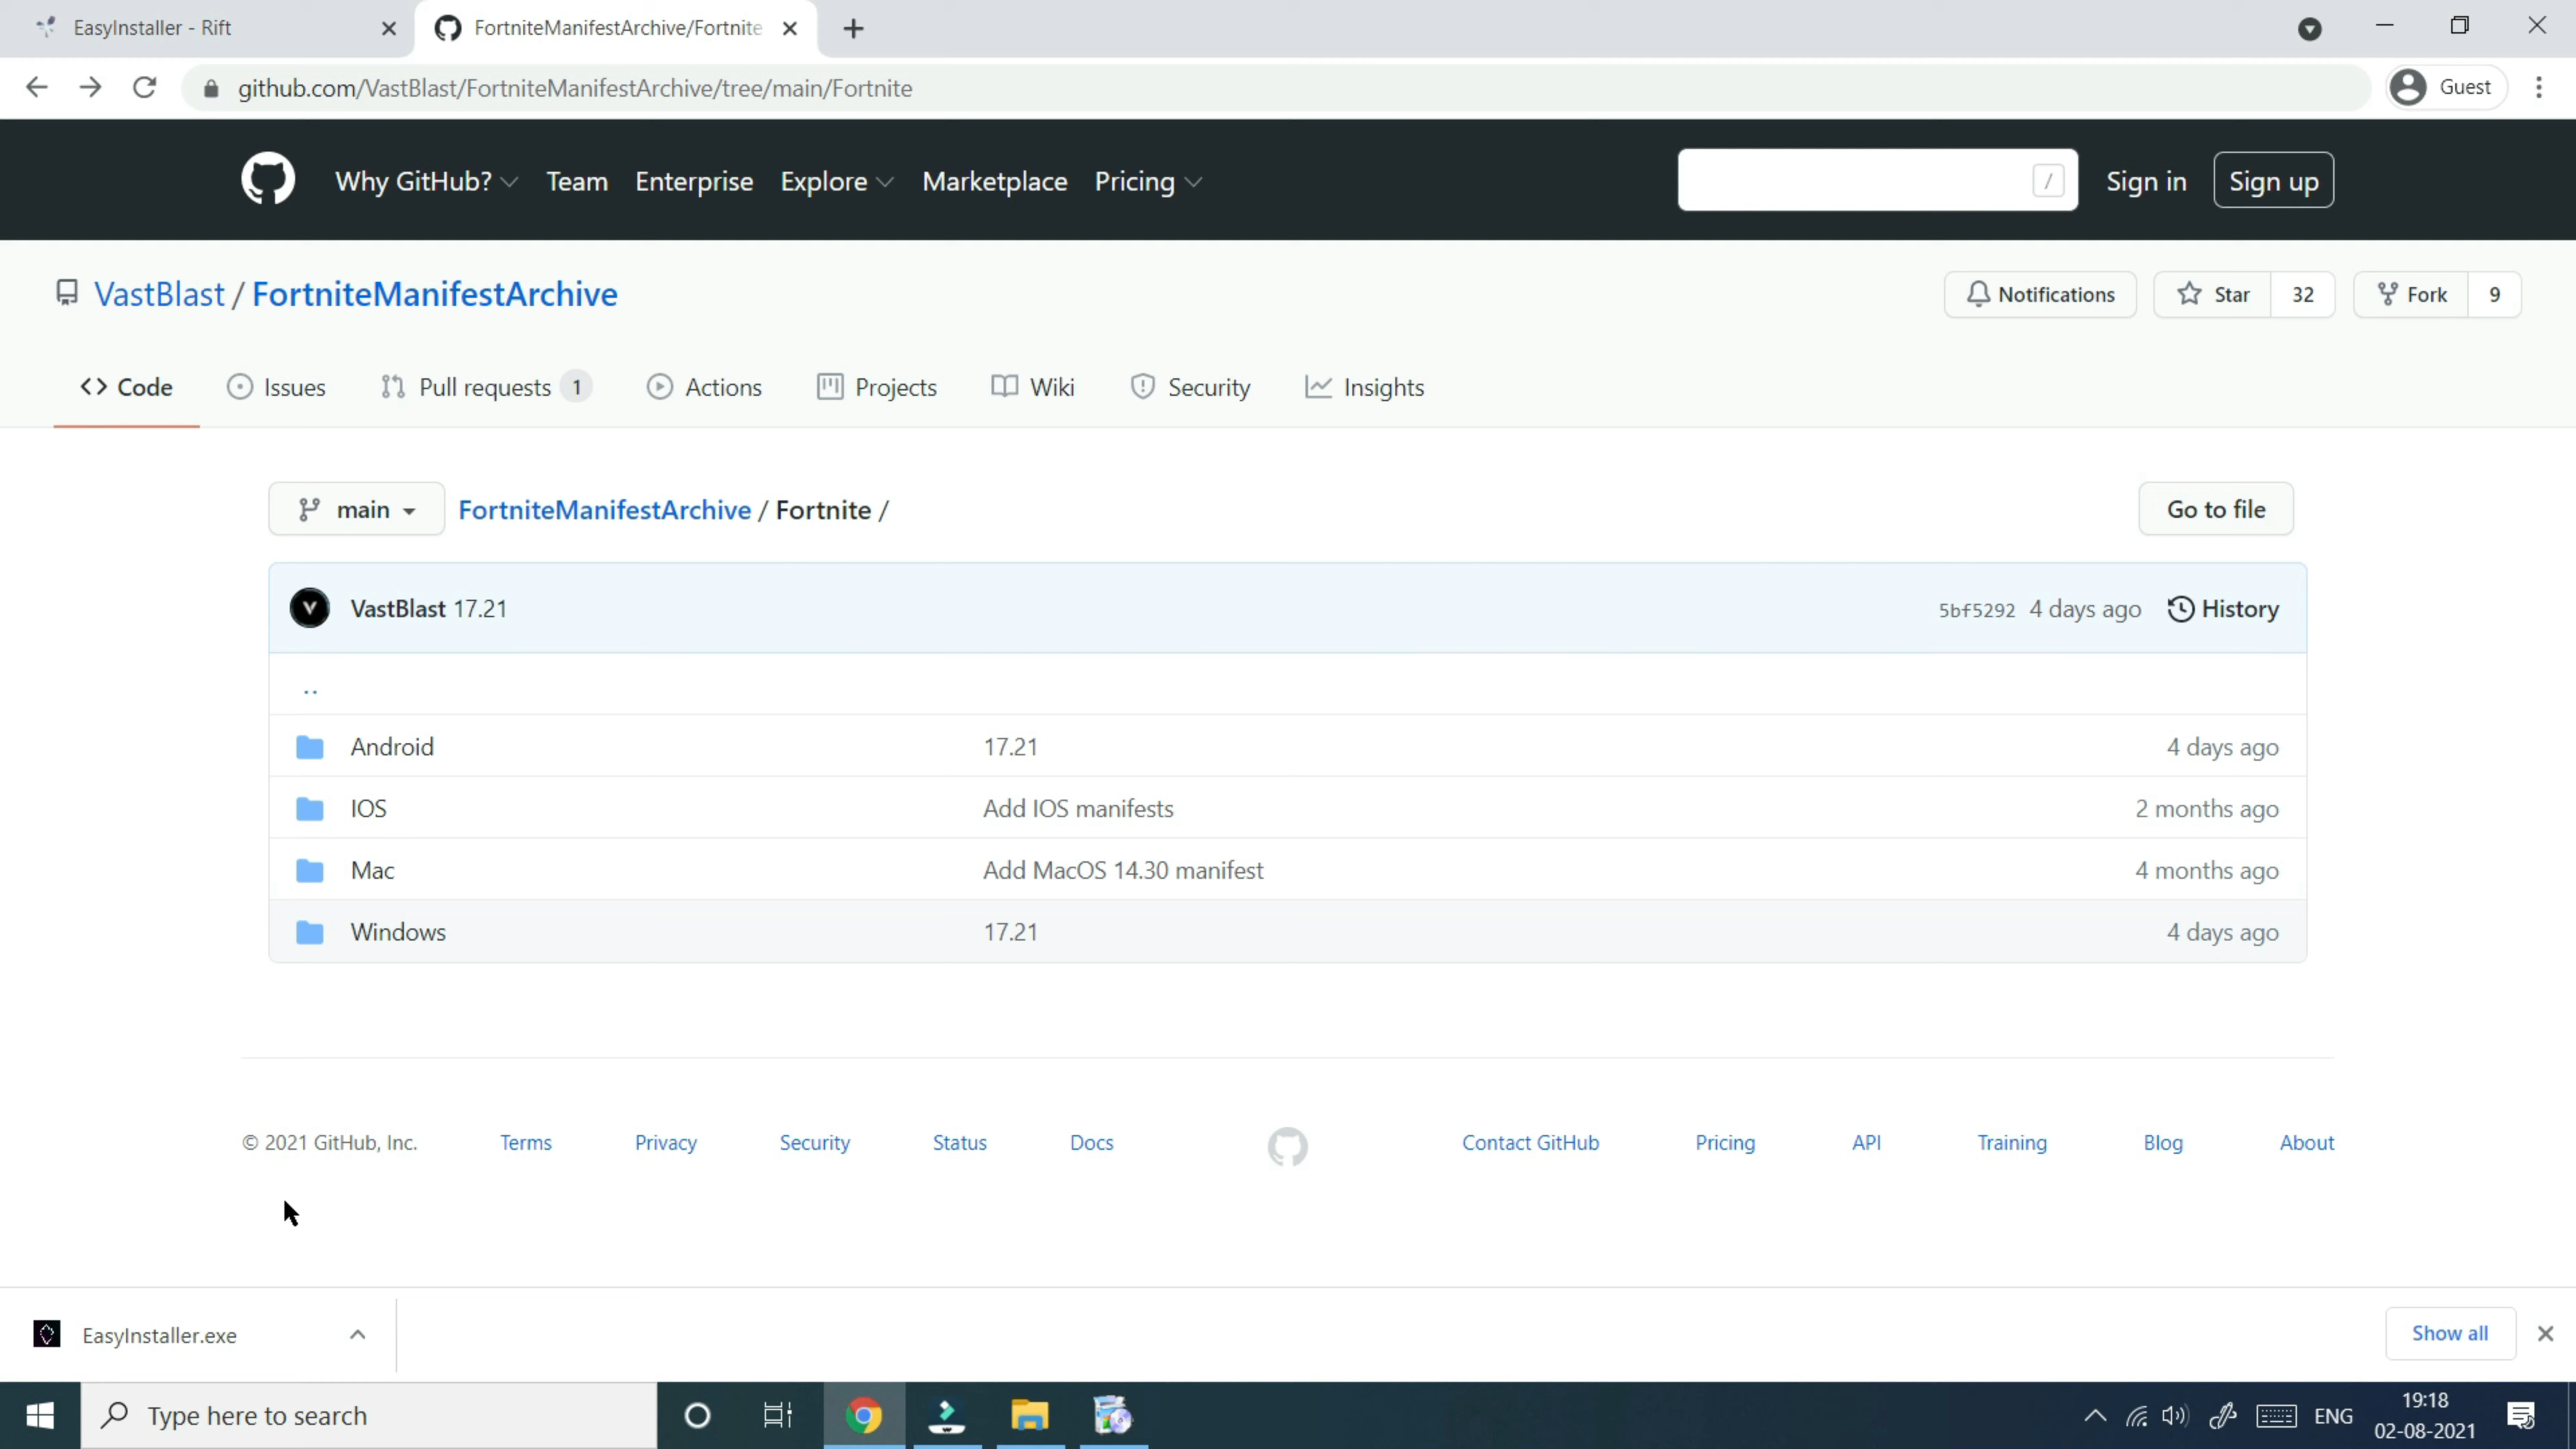 EasyInstaller - Rift
FortniteManifestArchive/Fortnite
github.com/VastBlast/FortniteManifestArchive/tree/main/Fortnite
Guest
Why GitHub? Team Enterprise Explore Marketplace Pricing / Sign in Sign up
VastBlast / FortniteManifestArchive
Notifications Star 32 Fork 9
Code Issues Pull requests 1 Actions Projects Wiki Security Insights
main FortniteManifestArchive / Fortnite / Go to file
VastBlast 17.21 5bf5292 4 days ago History
..
Android 17.21 4 days ago
IOS Add IOS manifests 2 months ago
Mac Add MacOS 14.30 manifest 4 months ago
Windows 17.21 4 days ago
© 2021 GitHub, Inc. Terms Privacy Security Status Docs Contact GitHub Pricing API Training Blog About
EasyInstaller.exe Show all
Type here to search
ENG
19:18
02-08-2021